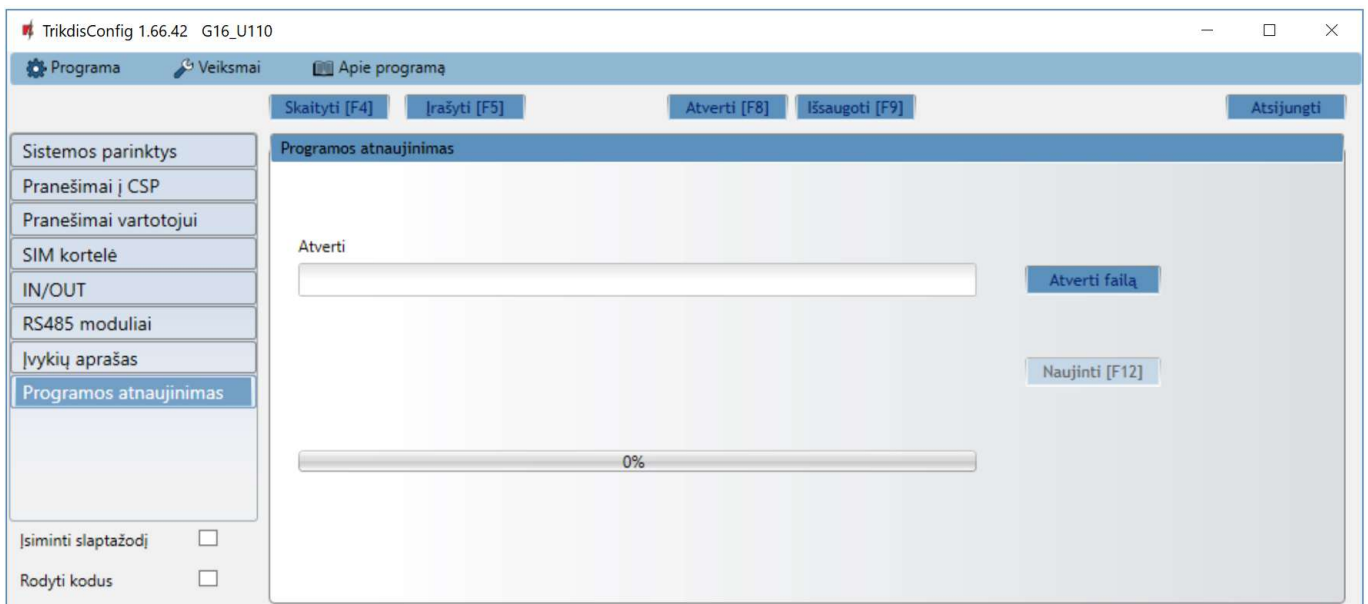 TrikdisConfig 1.66.42 G16_U110
Programa Veiksmai Apie programą
Skaityti [F4] Įrašyti [F5] Atverti [F8] Išsaugoti [F9] Atsijungti
Sistemos parinktys
Pranešimai į CSP
Pranešimai vartotojui
SIM kortelė
IN/OUT
RS485 moduliai
Įvykių aprašas
Programos atnaujinimas
Įsiminti slaptažodį
Rodyti kodus
Programos atnaujinimas
Atverti
Atverti failą
Naujinti [F12]
0%